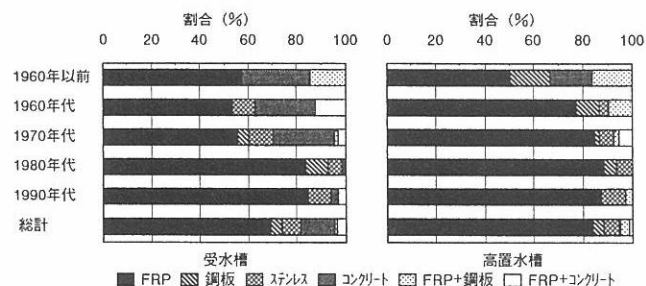 割合 (%) 割合 (%)
0 20 40 60 80 100 0 20 40 60 80 100
1960年以前
1960年代
1970年代
1980年代
1990年代
総計
受水槽 高置水槽
FRP 鋼板 ステンレス コンクリート FRP+鋼板 FRP+コンクリート